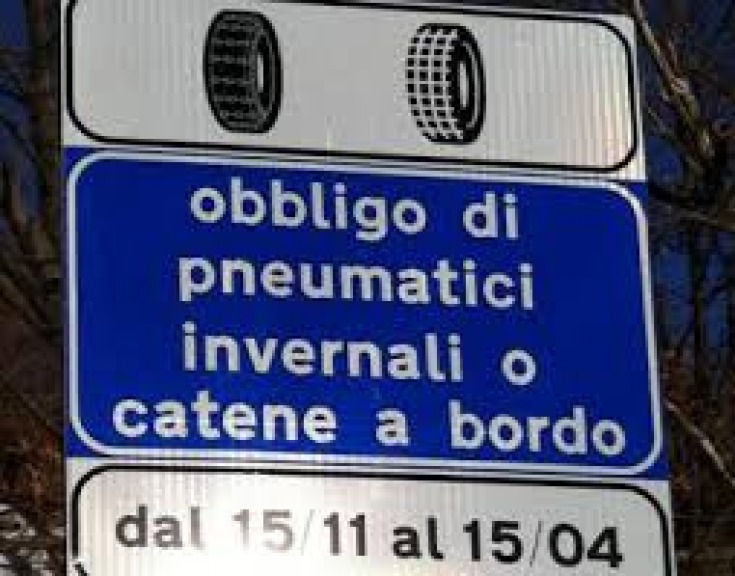 obbligo di
pneumatici
invernali o
catene a bordo
dal 15/11 al 15/04